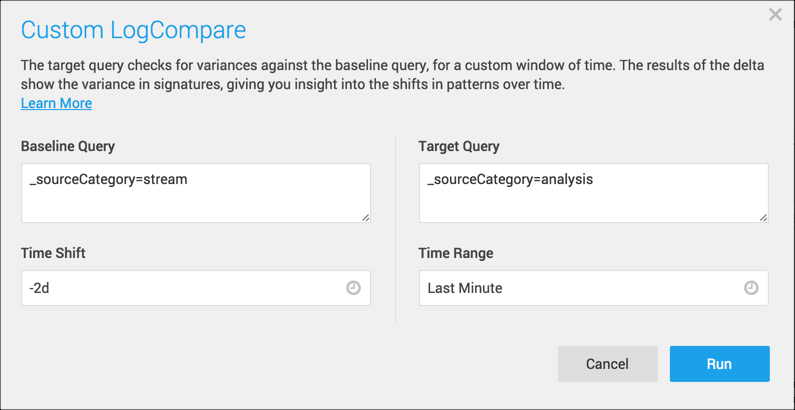 Custom LogCompare
The target query checks for variances against the baseline query, for a custom window of time. The results of the delta
show the variance in signatures, giving you insight into the shifts in patterns over time.
Learn More
Baseline Query
_sourceCategory=stream
Time Shift
-2d
Target Query
_sourceCategory=analysis
Time Range
Last Minute
Cancel
Run